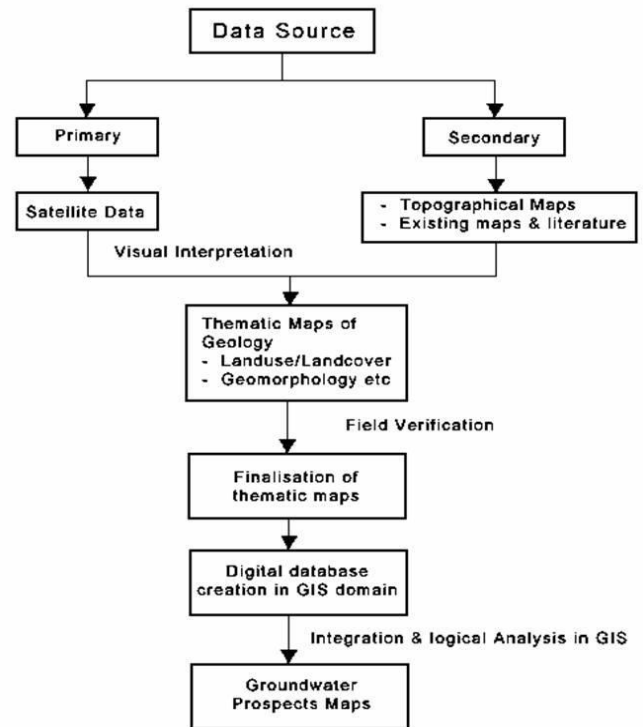 Data Source
Primary
Secondary
Satellite Data
- Topographical Maps
- Existing maps & literature
Visual Interpretation
Thematic Maps of
Geology
- Landuse/Landcover
- Geomorphology etc
Field Verification
Finalisation of
thematic maps
Digital database
creation in GIS domain
Integration & logical Analysis in GIS
Groundwater
Prospects Maps